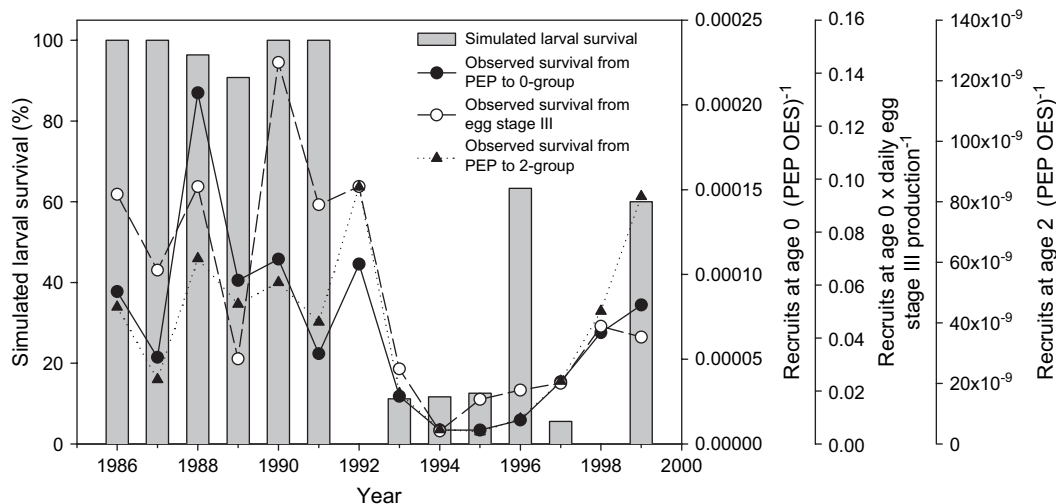 Simulated larval survival (%)
100
80
60
40
20
0
Simulated larval survival
Observed survival from
PEP to 0-group
Observed survival from
egg stage III
Observed survival from
PEP to 2-group
1986
1988
1990
1992
1994
1996
1998
2000
Year
0.00025
0.00020
0.00015
0.00010
0.00005
0.00000
Recruits at age 0 (PEP OES)⁻¹
0.16
0.14
0.12
0.10
0.08
0.06
0.04
0.02
0.00
Recruits at age 0 x daily egg
stage III production⁻¹
140x10⁻⁹
120x10⁻⁹
100x10⁻⁹
80x10⁻⁹
60x10⁻⁹
40x10⁻⁹
20x10⁻⁹
0
Recruits at age 2 (PEP OES)⁻¹